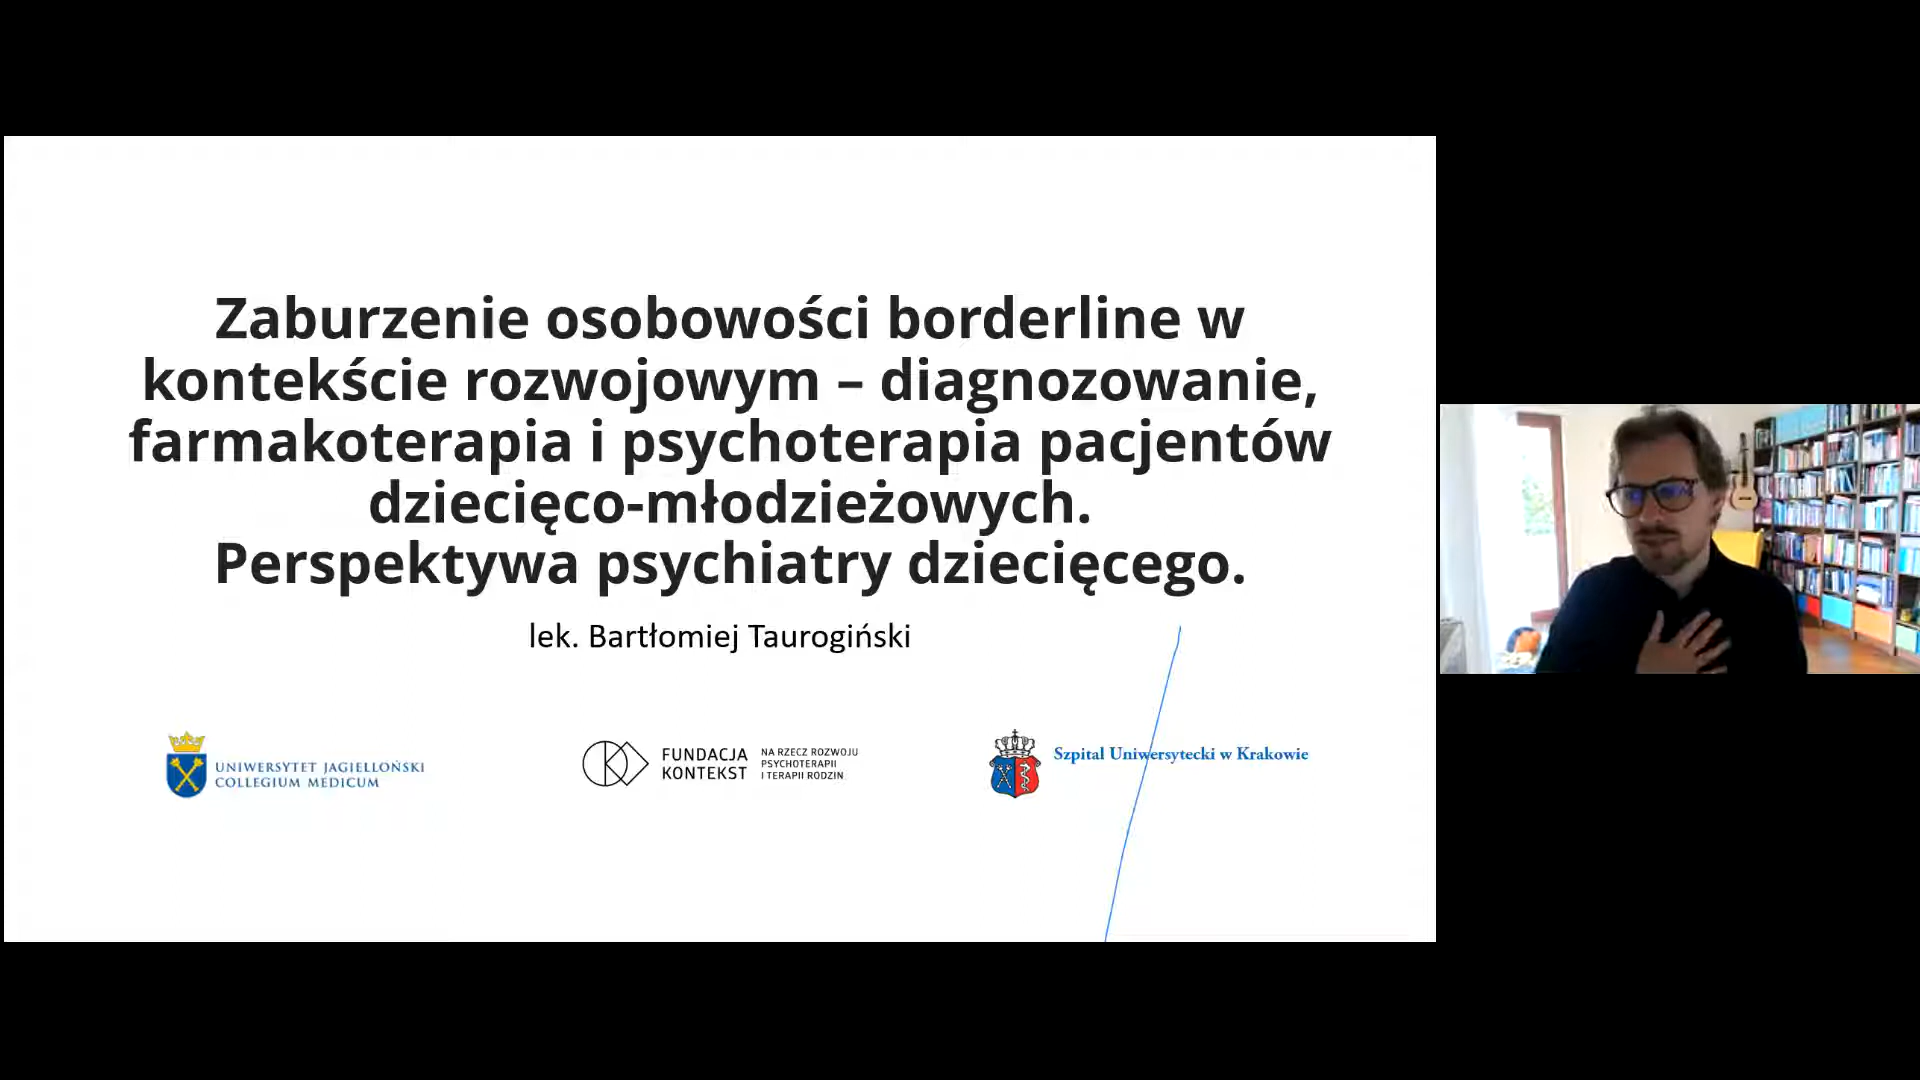 Zaburzenie osobowości borderline w
kontekście rozwojowym – diagnozowanie,
farmakoterapia i psychoterapia pacjentów
dziecięco-młodzieżowych.
Perspektywa psychiatry dziecięcego.
lek. Bartłomiej Taurogiński
UNIWERSYTET JAGIELLOŃSKI
COLLEGIUM MEDICUM
FUNDACJA
KONTEKST
NA RZECZ ROZWOJU
PSYCHOTERAPII
I TERAPII RODZIN
Szpital Uniwersytecki w Krakowie